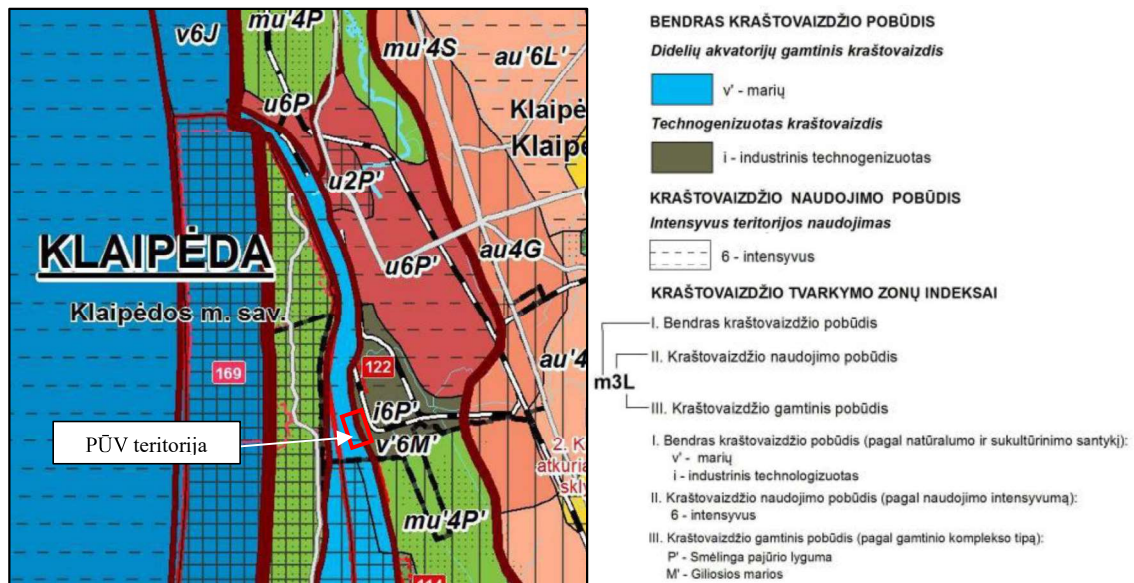 v6J
mu'4P
mu'4S
au'6L'
u6P
Klaipė
Klaipė
u2P'
KLAIPĖDA
u6P'
au4G
Klaipėdos m. sav.
169
122
au'4
i6P'
PŪV teritorija
v'6M'
2. K
atkuria
skly
mu'4P'
114
BENDRAS KRAŠTOVAIZDŽIO POBŪDIS
Didelių akvatorijų gamtinis kraštovaizdis
v' - marių
Technogenizuotas kraštovaizdis
i - industrinis technogenizuotas
KRAŠTOVAIZDŽIO NAUDOJIMO POBŪDIS
Intensyvus teritorijos naudojimas
6 - intensyvus
KRAŠTOVAIZDŽIO TVARKYMO ZONŲ INDEKSAI
I. Bendras kraštovaizdžio pobūdis
II. Kraštovaizdžio naudojimo pobūdis
m3L
III. Kraštovaizdžio gamtinis pobūdis
I. Bendras kraštovaizdžio pobūdis (pagal natūralumo ir sukultūrinimo santykį):
v' - marių
i - industrinis technologizuotas
II. Kraštovaizdžio naudojimo pobūdis (pagal naudojimo intensyvumą):
6 - intensyvus
III. Kraštovaizdžio gamtinis pobūdis (pagal gamtinio komplekso tipą):
P' - Smėlinga pajūrio lyguma
M' - Giliosios marios